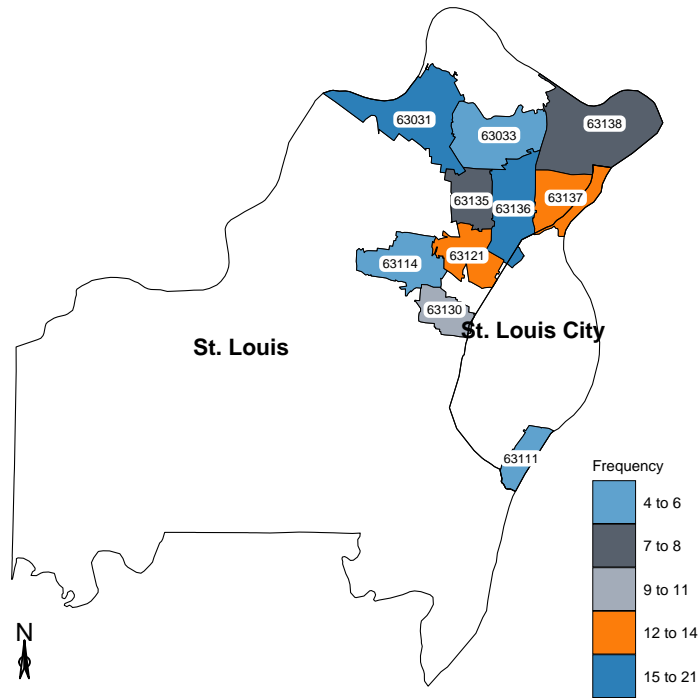 63031
63033
63138
63135
63136
63137
63114
63121
63130
St. Louis City
St. Louis
63111
Frequency
4 to 6
7 to 8
9 to 11
12 to 14
15 to 21
N